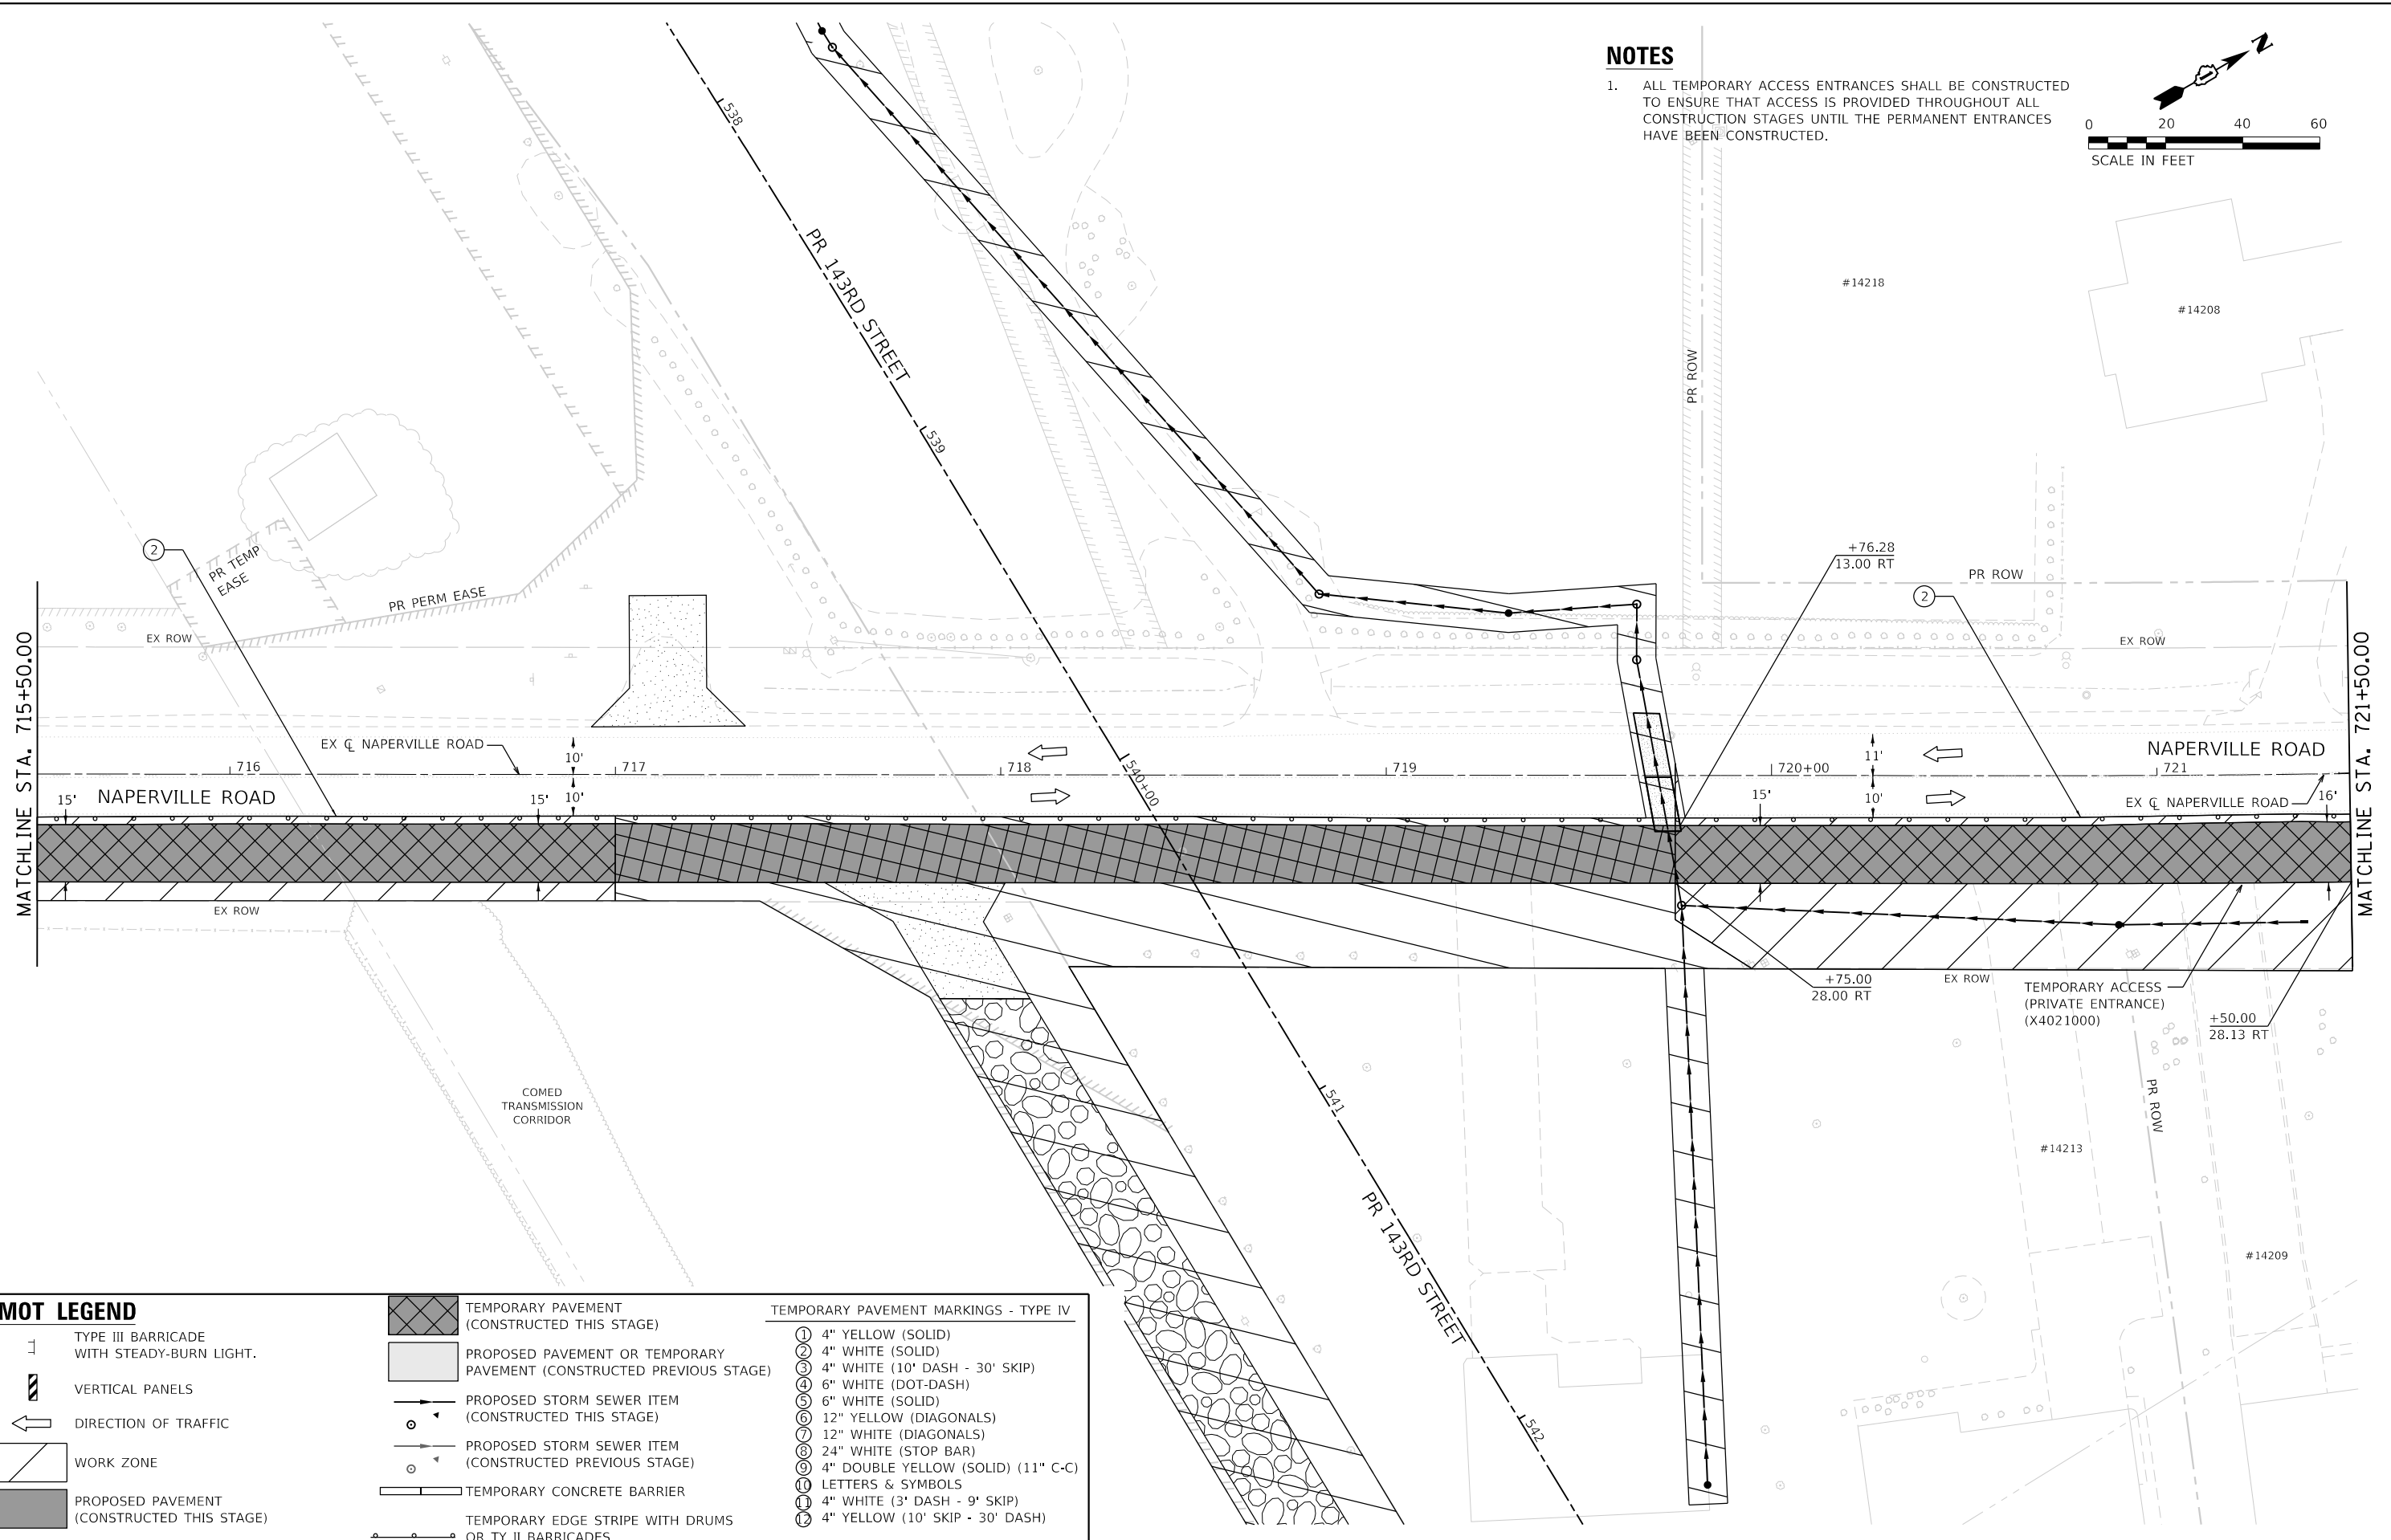 NOTES
1. ALL TEMPORARY ACCESS ENTRANCES SHALL BE CONSTRUCTED
TO ENSURE THAT ACCESS IS PROVIDED THROUGHOUT ALL
CONSTRUCTION STAGES UNTIL THE PERMANENT ENTRANCES
HAVE BEEN CONSTRUCTED.
N
0 20 40 60
SCALE IN FEET
538
PR 143RD STREET
539
#14218
#14208
PR ROW
2
PR TEMP
EASE
PR PERM EASE
EX ROW
+76.28
13.00 RT
2
PR ROW
EX ROW
MATCHLINE STA. 715+50.00
MATCHLINE STA. 721+50.00
EX ℄ NAPERVILLE ROAD
10'
11'
NAPERVILLE ROAD
716
717
718
540+00
719
720+00
721
15'
NAPERVILLE ROAD
15'
10'
15'
10'
EX ℄ NAPERVILLE ROAD
16'
EX ROW
+75.00
28.00 RT
EX ROW
TEMPORARY ACCESS
(PRIVATE ENTRANCE)
(X4021000)
+50.00
28.13 RT
COMED
TRANSMISSION
CORRIDOR
541
PR ROW
#14213
PR 143RD STREET
#14209
542
MOT LEGEND
TYPE III BARRICADE
WITH STEADY-BURN LIGHT.
VERTICAL PANELS
DIRECTION OF TRAFFIC
WORK ZONE
PROPOSED PAVEMENT
(CONSTRUCTED THIS STAGE)
TEMPORARY PAVEMENT
(CONSTRUCTED THIS STAGE)
PROPOSED PAVEMENT OR TEMPORARY
PAVEMENT (CONSTRUCTED PREVIOUS STAGE)
PROPOSED STORM SEWER ITEM
(CONSTRUCTED THIS STAGE)
PROPOSED STORM SEWER ITEM
(CONSTRUCTED PREVIOUS STAGE)
TEMPORARY CONCRETE BARRIER
TEMPORARY EDGE STRIPE WITH DRUMS
OR TY II BARRICADES
TEMPORARY PAVEMENT MARKINGS - TYPE IV
1 4" YELLOW (SOLID)
2 4" WHITE (SOLID)
3 4" WHITE (10' DASH - 30' SKIP)
4 6" WHITE (DOT-DASH)
5 6" WHITE (SOLID)
6 12" YELLOW (DIAGONALS)
7 12" WHITE (DIAGONALS)
8 24" WHITE (STOP BAR)
9 4" DOUBLE YELLOW (SOLID) (11" C-C)
10 LETTERS & SYMBOLS
11 4" WHITE (3' DASH - 9' SKIP)
12 4" YELLOW (10' SKIP - 30' DASH)